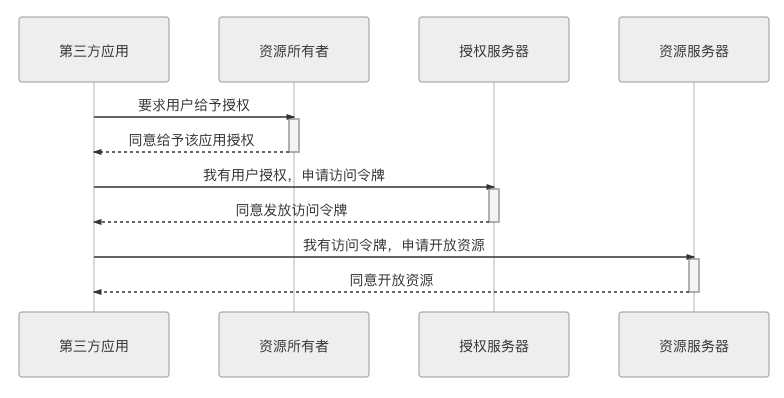 第三方应用
资源所有者
授权服务器
资源服务器
要求用户给予授权
同意给予该应用授权
我有用户授权，申请访问令牌
同意发放访问令牌
我有访问令牌，申请开放资源
同意开放资源
第三方应用
资源所有者
授权服务器
资源服务器